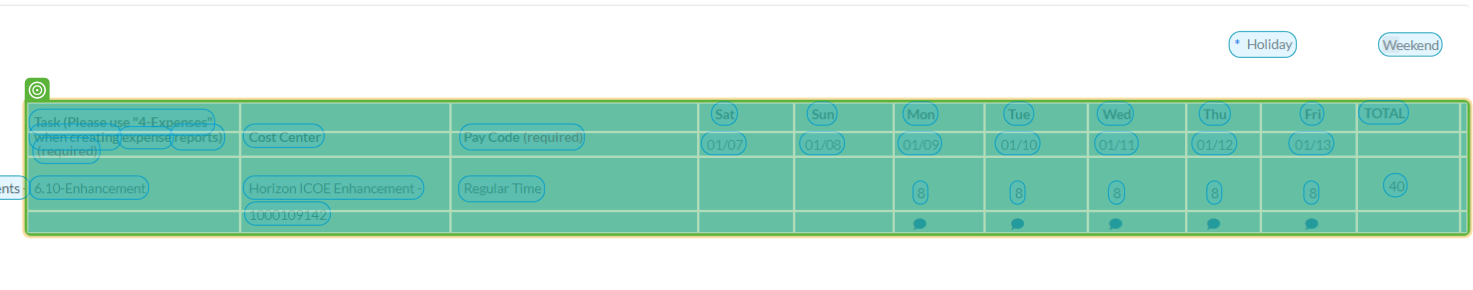 * Holiday Weekend
Task (Please use "4-Expenses" when creating expense reports) (required) Cost Center Pay Code (required) Sat Sun Mon Tue Wed Thu Fri TOTAL
01/07 01/08 01/09 01/10 01/11 01/12 01/13
ents - 6.10-Enhancement Horizon ICOE Enhancement - 1000109142 Regular Time 8 8 8 8 8 40